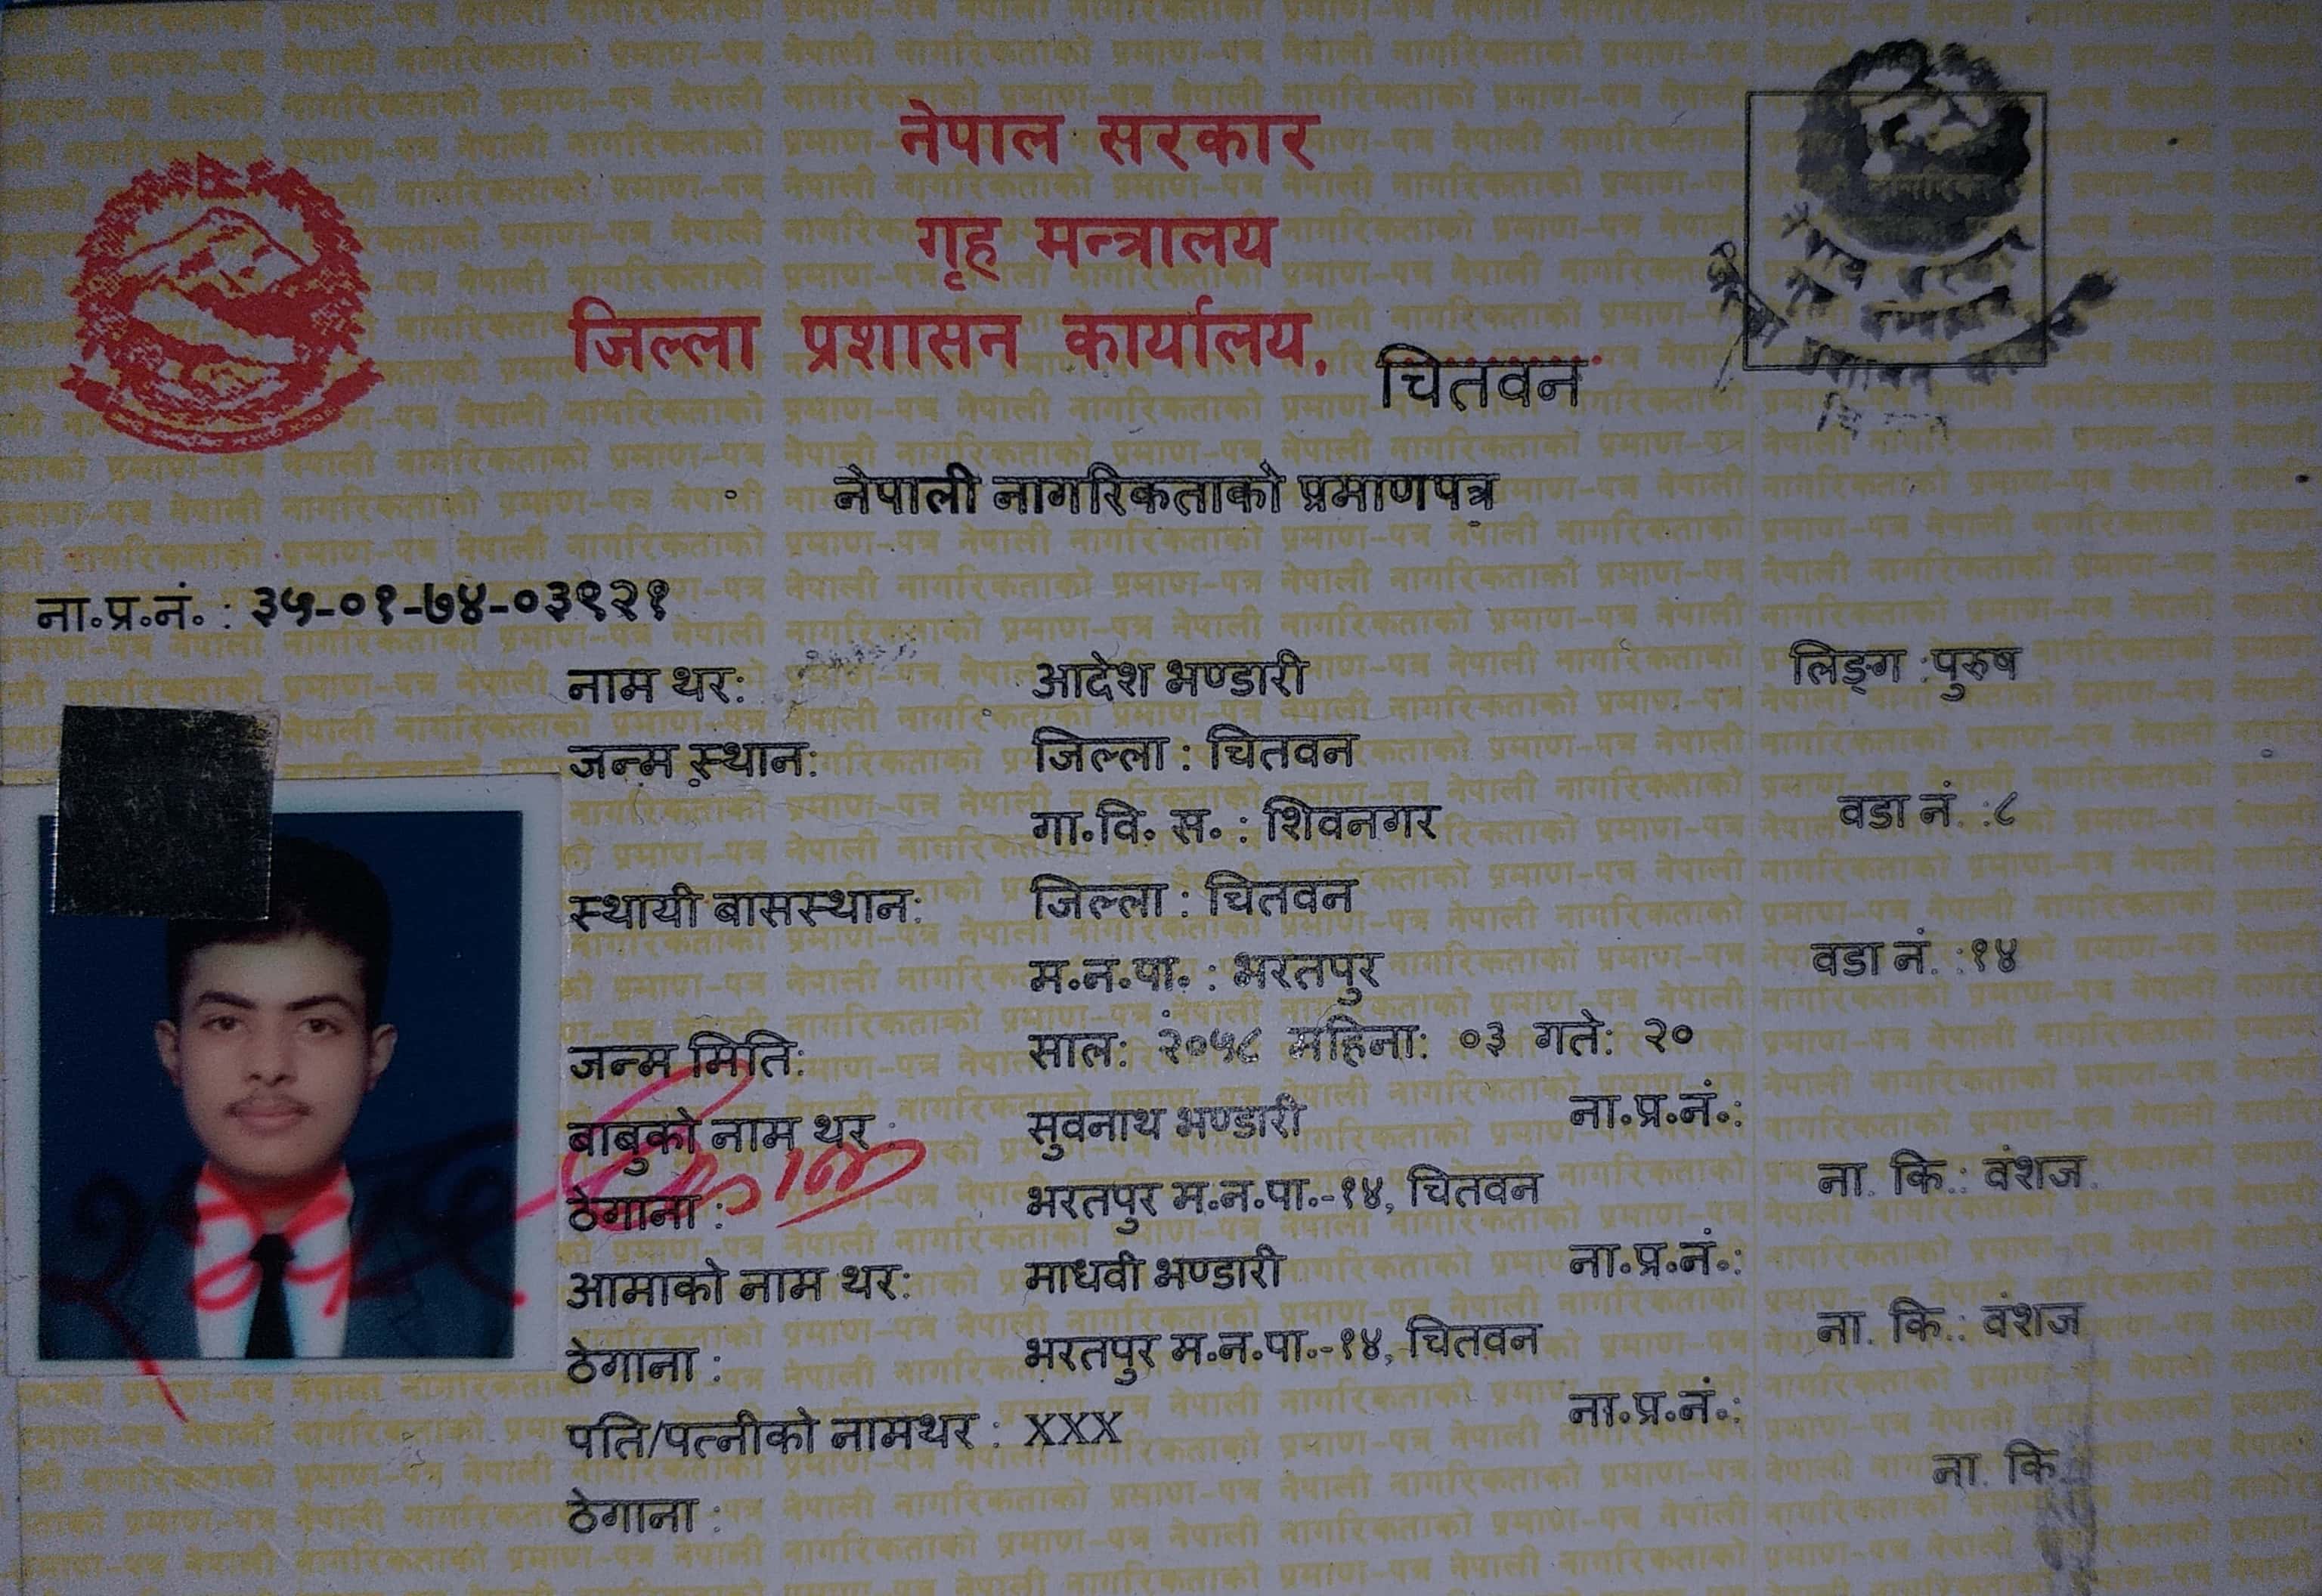 नेपाल सरकार
गृह मन्त्रालय
जिल्ला प्रशासन कार्यालय, चितवन
नेपाली नागरिकताको प्रमाणपत्र
ना॰प्र॰नं॰ : ३५-०१-७४-०३९२१
नाम थर: आदेश भण्डारी लिङ्ग :पुरुष
जन्म स्थान: जिल्ला : चितवन
गा॰वि॰ स॰ : शिवनगर वडा नं. :८
स्थायी बासस्थान: जिल्ला : चितवन
म॰न॰पा॰ : भरतपुर वडा नं. :१४
जन्म मिति: साल: २०५८ महिना: ०३ गते: २०
बाबुको नाम थर : सुवनाथ भण्डारी ना॰प्र॰नं॰:
ठेगाना : भरतपुर म॰न॰पा॰-१४, चितवन ना. कि.: वंशज
आमाको नाम थर: माधवी भण्डारी ना॰प्र॰नं॰:
ठेगाना : भरतपुर म॰न॰पा॰-१४, चितवन ना. कि.: वंशज
पति/पत्नीको नामथर : XXX ना॰प्र॰नं॰:
ना. कि
ठेगाना :